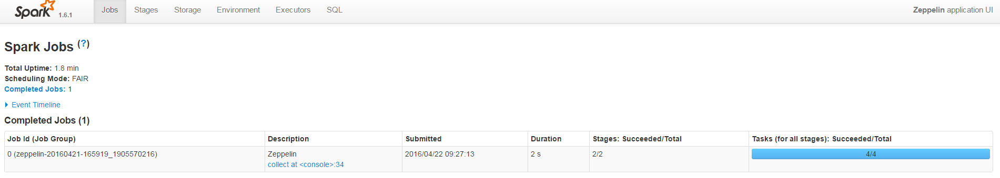 Spark 1.6.1 Jobs Stages Storage Environment Executors SQL Zeppelin application UI
Spark Jobs (?)
Total Uptime: 1.8 min
Scheduling Mode: FAIR
Completed Jobs: 1
Event Timeline
Completed Jobs (1)
Job Id (Job Group) Description Submitted Duration Stages: Succeeded/Total Tasks (for all stages): Succeeded/Total
0 (zeppelin-20160421-165919_1905570216) Zeppelin 2016/04/22 09:27:13 2 s 2/2 4/4
collect at <console>:34